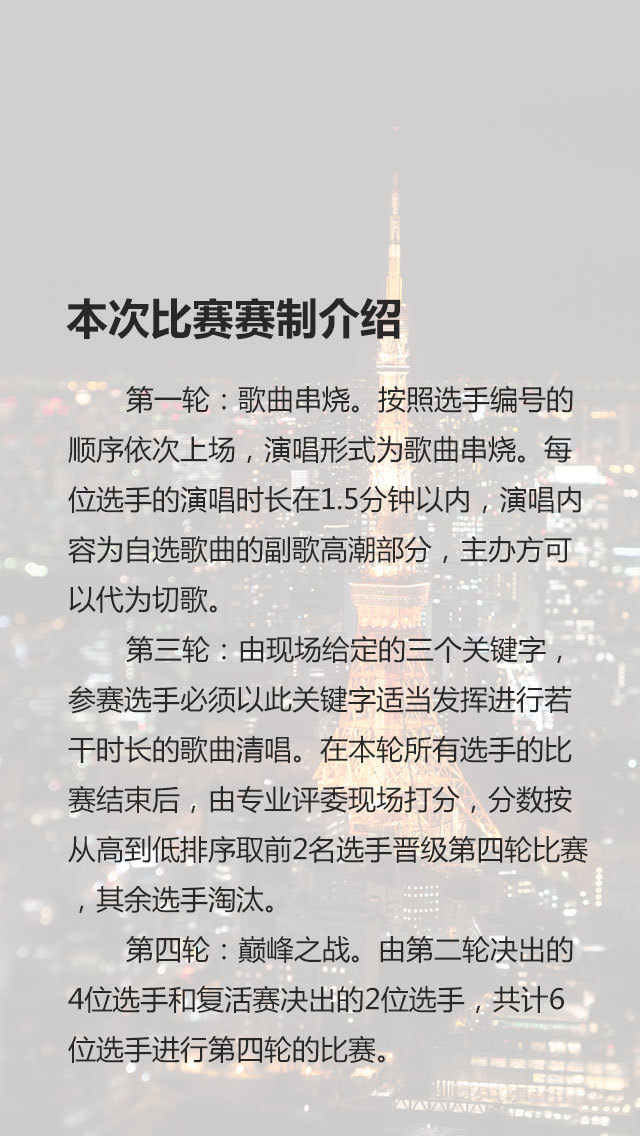 本次比赛赛制介绍
第一轮：歌曲串烧。按照选手编号的
顺序依次上场，演唱形式为歌曲串烧。每
位选手的演唱时长在1.5分钟以内，演唱内
容为自选歌曲的副歌高潮部分，主办方可
以代为切歌。
第三轮：由现场给定的三个关键字，
参赛选手必须以此关键字适当发挥进行若
干时长的歌曲清唱。在本轮所有选手的比
赛结束后，由专业评委现场打分，分数按
从高到低排序取前2名选手晋级第四轮比赛
，其余选手淘汰。
第四轮：巅峰之战。由第二轮决出的
4位选手和复活赛决出的2位选手，共计6
位选手进行第四轮的比赛。